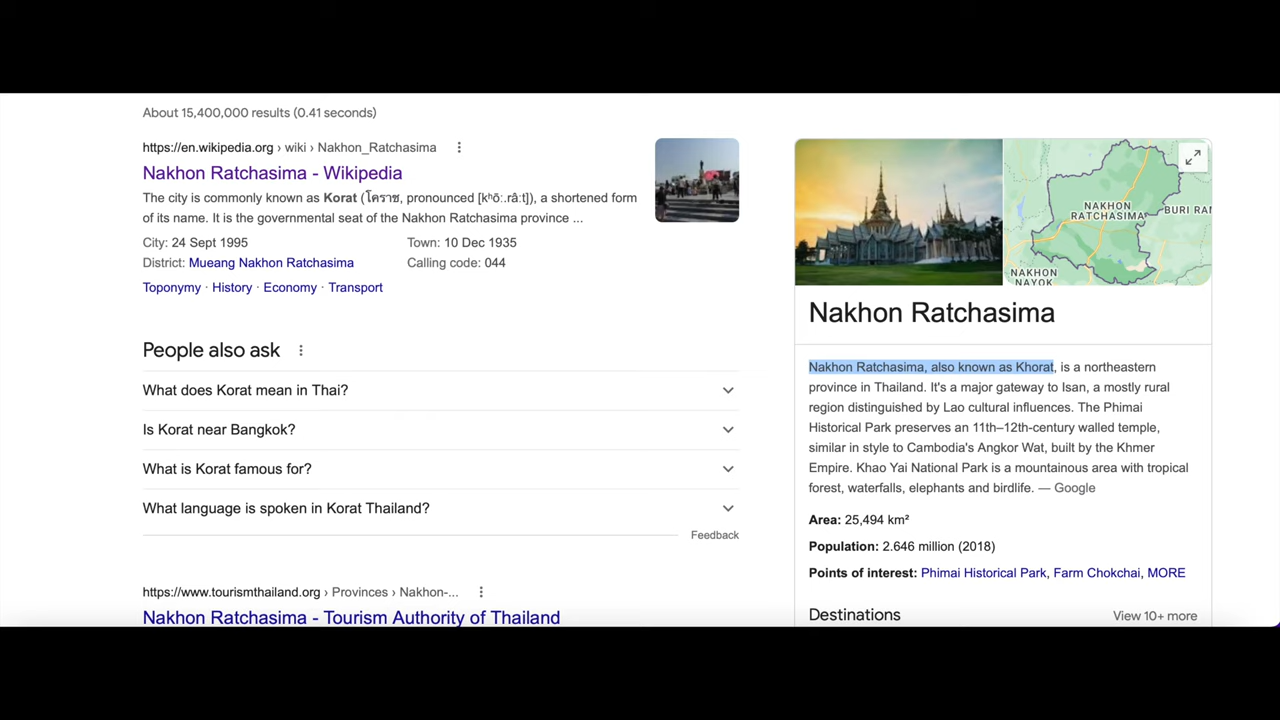 About 15,400,000 results (0.41 seconds)
https://en.wikipedia.org › wiki › Nakhon_Ratchasima
Nakhon Ratchasima - Wikipedia
The city is commonly known as Korat (โคราช, pronounced [kʰōː.râːt]), a shortened form
of its name. It is the governmental seat of the Nakhon Ratchasima province ...
City: 24 Sept 1995
Town: 10 Dec 1935
District: Mueang Nakhon Ratchasima
Calling code: 044
Toponymy · History · Economy · Transport
People also ask
What does Korat mean in Thai?
Is Korat near Bangkok?
What is Korat famous for?
What language is spoken in Korat Thailand?
Feedback
https://www.tourismthailand.org › Provinces › Nakhon-...
Nakhon Ratchasima - Tourism Authority of Thailand
NAKHON
RATCHASIMA
BURI RAM
NAKHON
NAYOK
Nakhon Ratchasima
Nakhon Ratchasima, also known as Khorat, is a northeastern
province in Thailand. It's a major gateway to Isan, a mostly rural
region distinguished by Lao cultural influences. The Phimai
Historical Park preserves an 11th–12th-century walled temple,
similar in style to Cambodia's Angkor Wat, built by the Khmer
Empire. Khao Yai National Park is a mountainous area with tropical
forest, waterfalls, elephants and birdlife. — Google
Area: 25,494 km²
Population: 2.646 million (2018)
Points of interest: Phimai Historical Park, Farm Chokchai, MORE
Destinations
View 10+ more